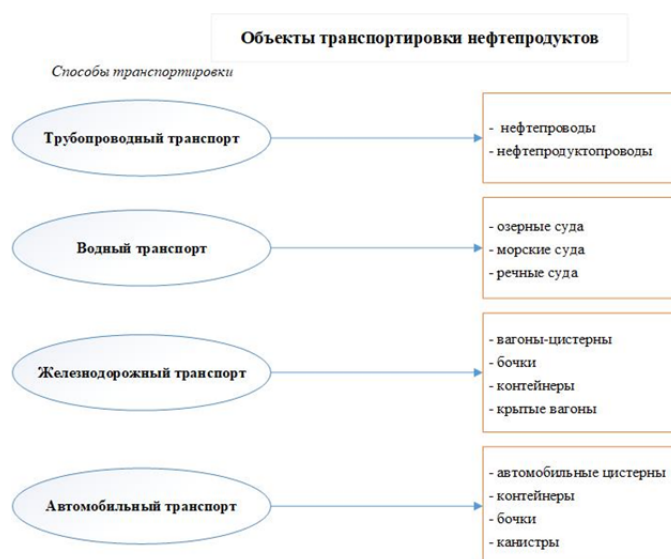 Объекты транспортировки нефтепродуктов
Способы транспортировки
Трубопроводный транспорт
- нефтепроводы
- нефтепродуктопроводы
Водный транспорт
- озерные суда
- морские суда
- речные суда
Железнодорожный транспорт
- вагоны-цистерны
- бочки
- контейнеры
- крытые вагоны
Автомобильный транспорт
- автомобильные цистерны
- контейнеры
- бочки
- канистры